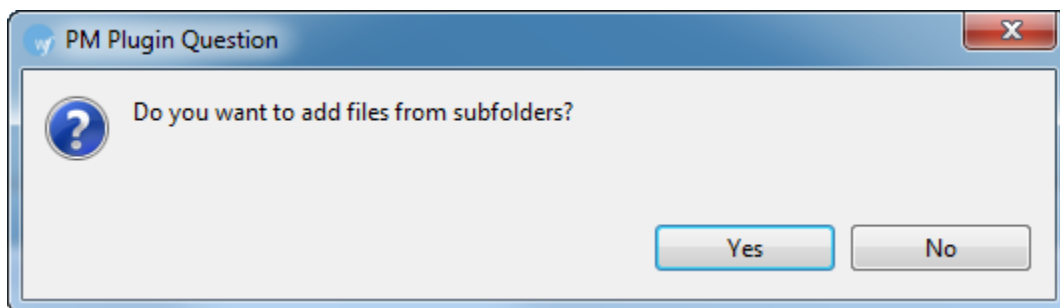 PM Plugin Question
Do you want to add files from subfolders?
Yes No